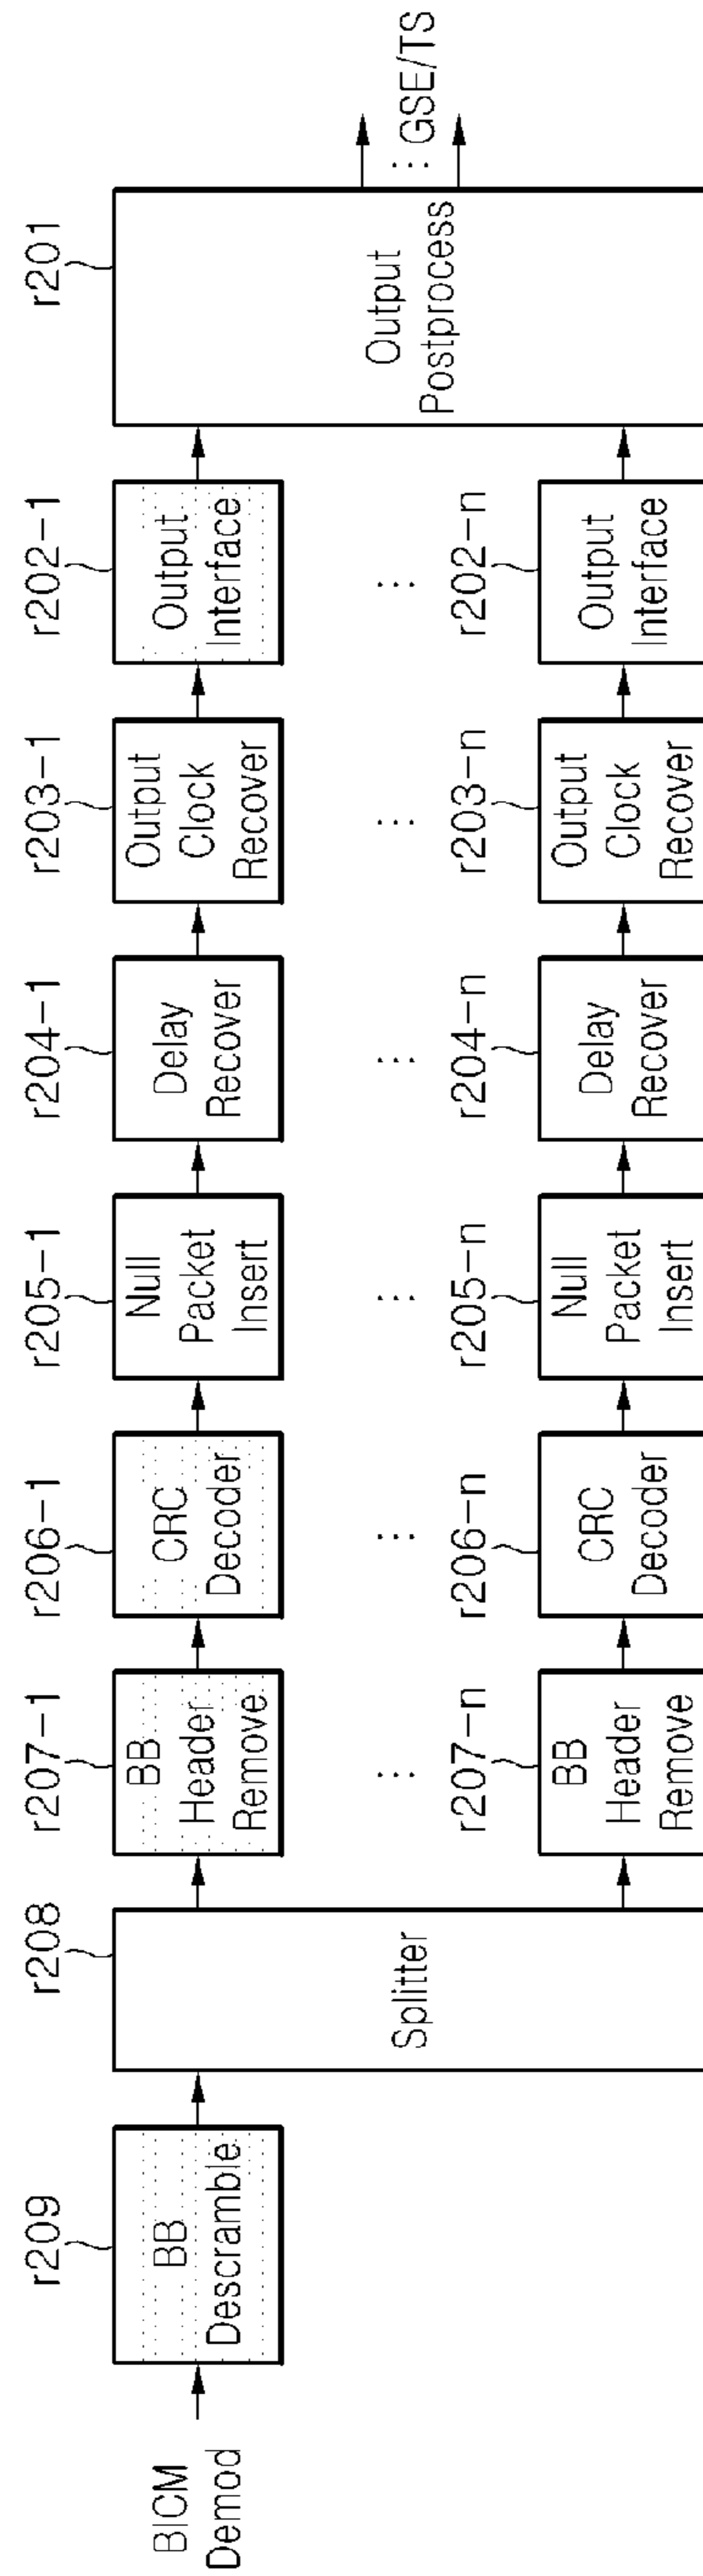 BICM
Demod
r209
BB
Descramble
r208
Splitter
r207-1
BB
Header
Remove
r206-1
CRC
Decoder
r205-1
Null
Packet
Insert
r204-1
Delay
Recover
r203-1
Output
Clock
Recover
r202-1
Output
Interface
r201
Output
Postprocess
⋯ GSE/TS
⋯
⋯
⋯
⋯
⋯
⋯
r207-n
BB
Header
Remove
r206-n
CRC
Decoder
r205-n
Null
Packet
Insert
r204-n
Delay
Recover
r203-n
Output
Clock
Recover
r202-n
Output
Interface